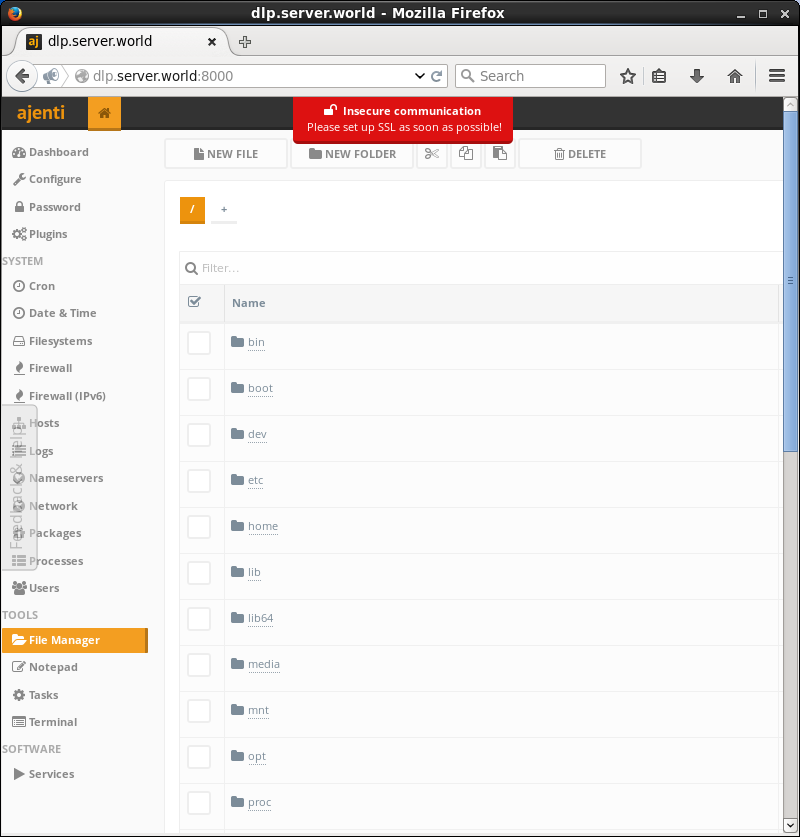 dlp.server.world - Mozilla Firefox
aj dlp.server.world
dlp.server.world:8000
Search
ajenti
Insecure communication
Please set up SSL as soon as possible!
Dashboard
Configure
Password
Plugins
SYSTEM
Cron
Date & Time
Filesystems
Firewall
Firewall (IPv6)
Hosts
Logs
Nameservers
Network
Packages
Processes
Users
Feedback & help
TOOLS
File Manager
Notepad
Tasks
Terminal
SOFTWARE
Services
NEW FILE NEW FOLDER DELETE
/ +
Filter...
Name
bin
boot
dev
etc
home
lib
lib64
media
mnt
opt
proc